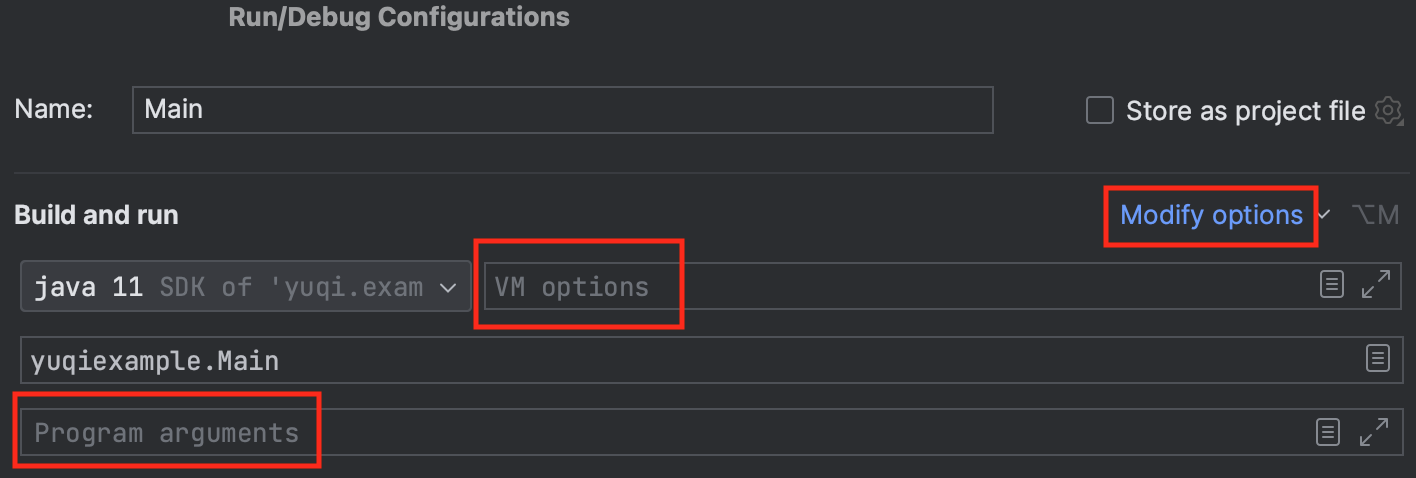 Run/Debug Configurations
Name: Main Store as project file
Build and run Modify options ⌥M
java 11 SDK of 'yuqi.exam VM options
yuqiexample.Main
Program arguments